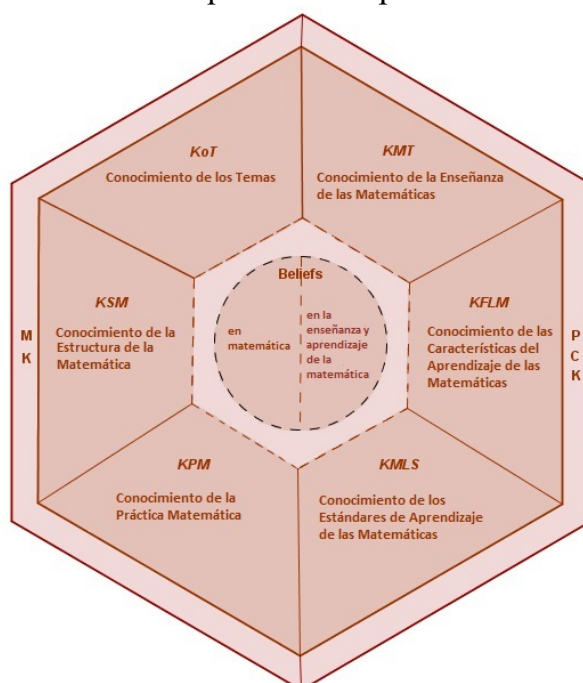 KoT
Conocimiento de los Temas
KMT
Conocimiento de la Enseñanza
de las Matemáticas
KSM
Conocimiento de la
Estructura de la
Matemática
Beliefs
en
matemática
en la
enseñanza y
aprendizaje
de la
matemática
KFLM
Conocimiento de las
Características del
Aprendizaje de las
Matemáticas
M
K
P
C
K
KPM
Conocimiento de la
Práctica Matemática
KMLS
Conocimiento de los
Estándares de Aprendizaje
de las Matemáticas